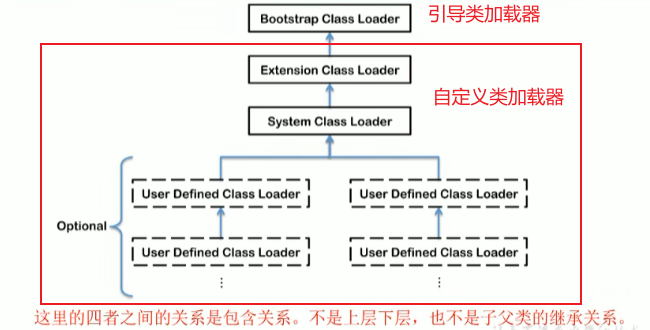 Bootstrap Class Loader 引导类加载器
Extension Class Loader
自定义类加载器
System Class Loader
User Defined Class Loader User Defined Class Loader
Optional
User Defined Class Loader User Defined Class Loader
⋮ ⋮
这里的四者之间的关系是包含关系。不是上层下层，也不是子父类的继承关系。